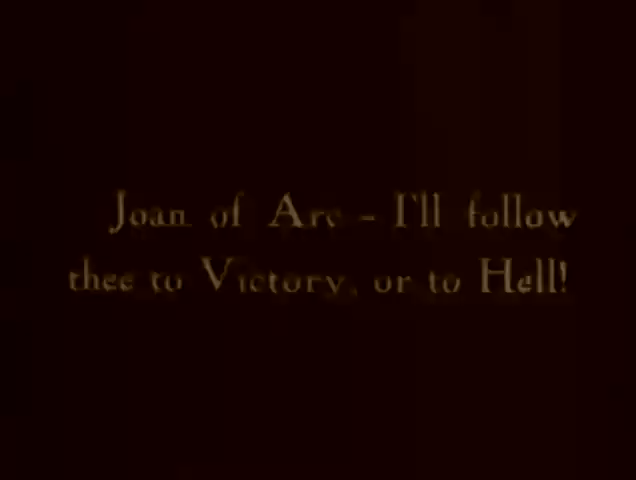 Joan of Arc - I'll follow
thee to Victory, or to Hell!